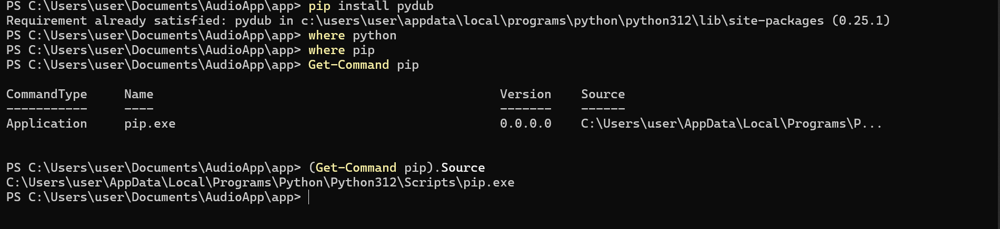 PS C:\Users\user\Documents\AudioApp\app> pip install pydub
Requirement already satisfied: pydub in c:\users\user\appdata\local\programs\python\python312\lib\site-packages (0.25.1)
PS C:\Users\user\Documents\AudioApp\app> where python
PS C:\Users\user\Documents\AudioApp\app> where pip
PS C:\Users\user\Documents\AudioApp\app> Get-Command pip
CommandType     Name                                               Version    Source
-----------     ----                                               -------    ------
Application     pip.exe                                            0.0.0.0    C:\Users\user\AppData\Local\Programs\P...
PS C:\Users\user\Documents\AudioApp\app> (Get-Command pip).Source
C:\Users\user\AppData\Local\Programs\Python\Python312\Scripts\pip.exe
PS C:\Users\user\Documents\AudioApp\app>